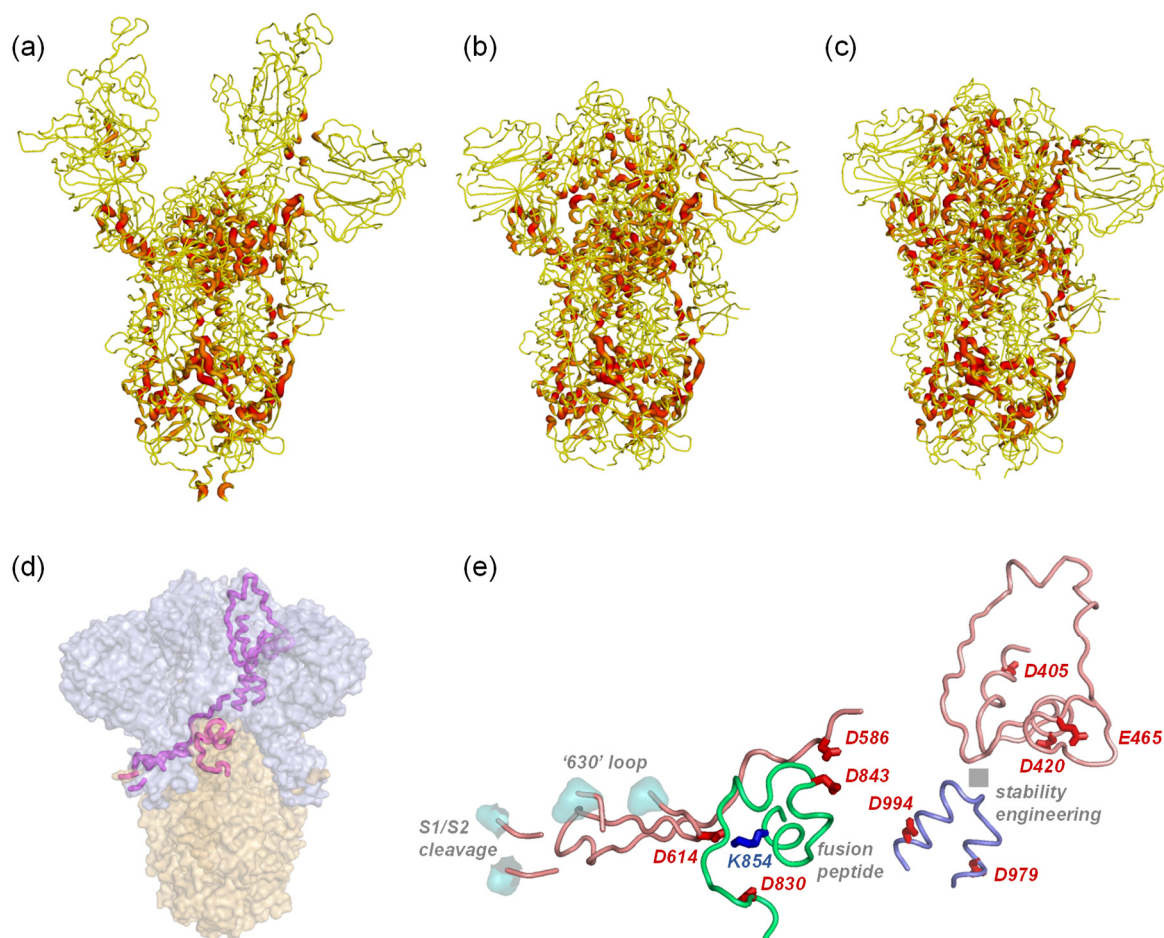 (a)
(b)
(c)
(d)
(e)
D405
E465
D420
stability
engineering
D586
D843
'630' loop
S1/S2
cleavage
D614
K854
fusion
peptide
D830
D994
D979